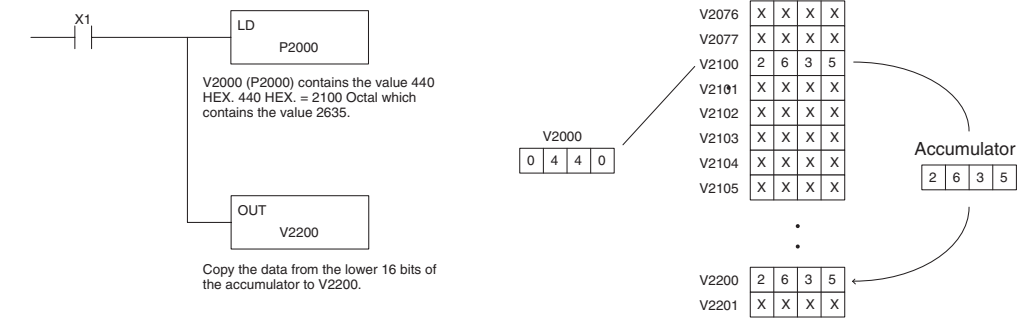 X1
LD
P2000
V2000 (P2000) contains the value 440
HEX. 440 HEX. = 2100 Octal which
contains the value 2635.
OUT
V2200
Copy the data from the lower 16 bits of
the accumulator to V2200.
V2000
0 4 4 0
V2076 X X X X
V2077 X X X X
V2100 2 6 3 5
V2101 X X X X
V2102 X X X X
V2103 X X X X
V2104 X X X X
V2105 X X X X
V2200 2 6 3 5
V2201 X X X X
Accumulator
2 6 3 5